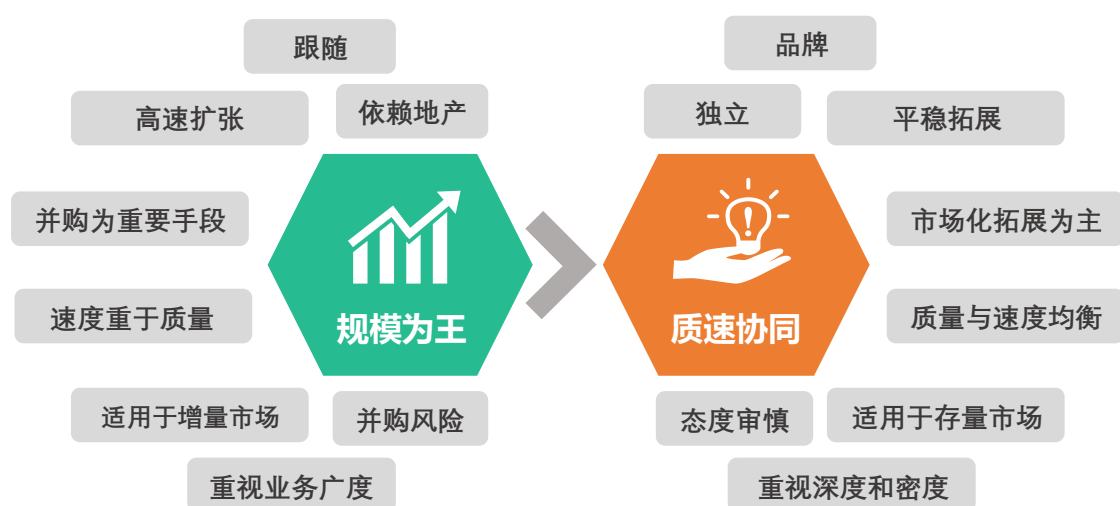 跟随
品牌
高速扩张
依赖地产
独立
平稳拓展
并购为重要手段
市场化拓展为主
速度重于质量
规模为王
质速协同
质量与速度均衡
适用于增量市场
并购风险
态度审慎
适用于存量市场
重视业务广度
重视深度和密度